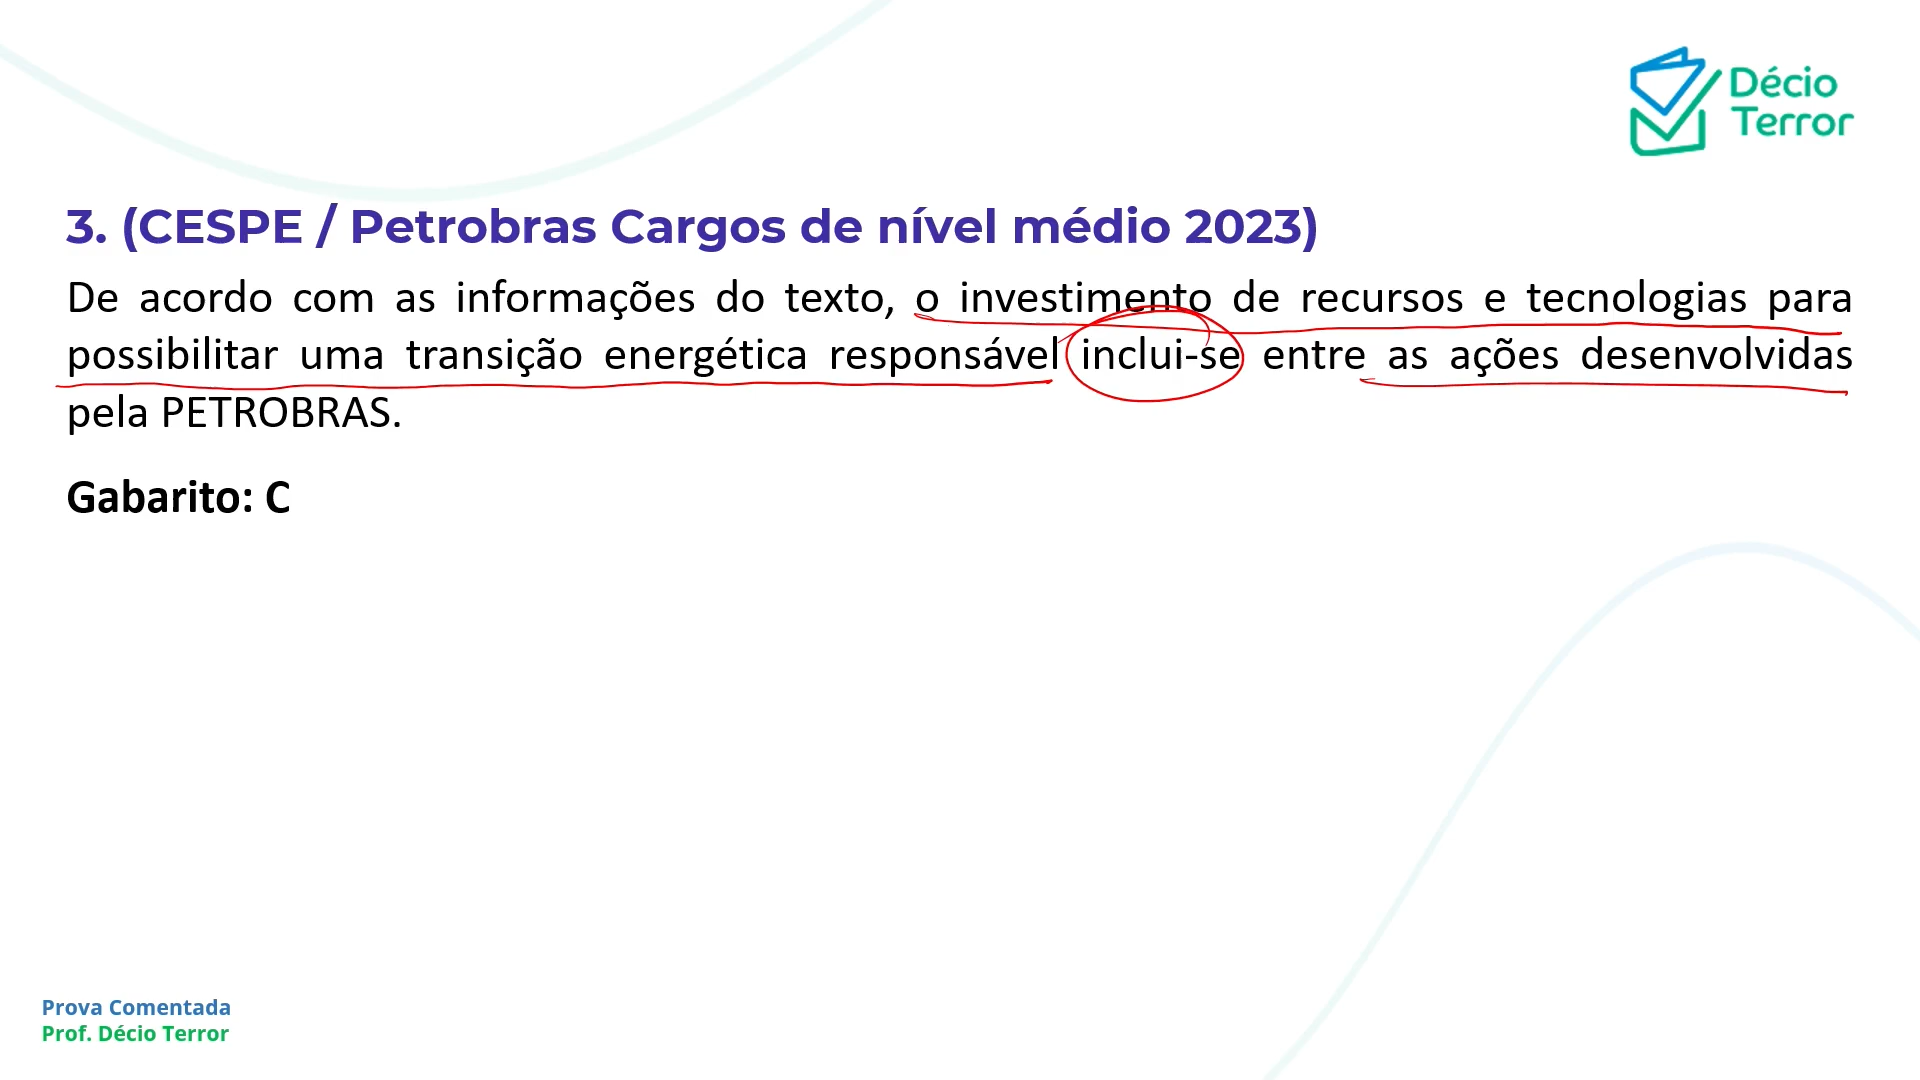 Décio
Terror
3. (CESPE / Petrobras Cargos de nível médio 2023)
De acordo com as informações do texto, o investimento de recursos e tecnologias para
possibilitar uma transição energética responsável inclui-se entre as ações desenvolvidas
pela PETROBRAS.
Gabarito: C
Prova Comentada
Prof. Décio Terror